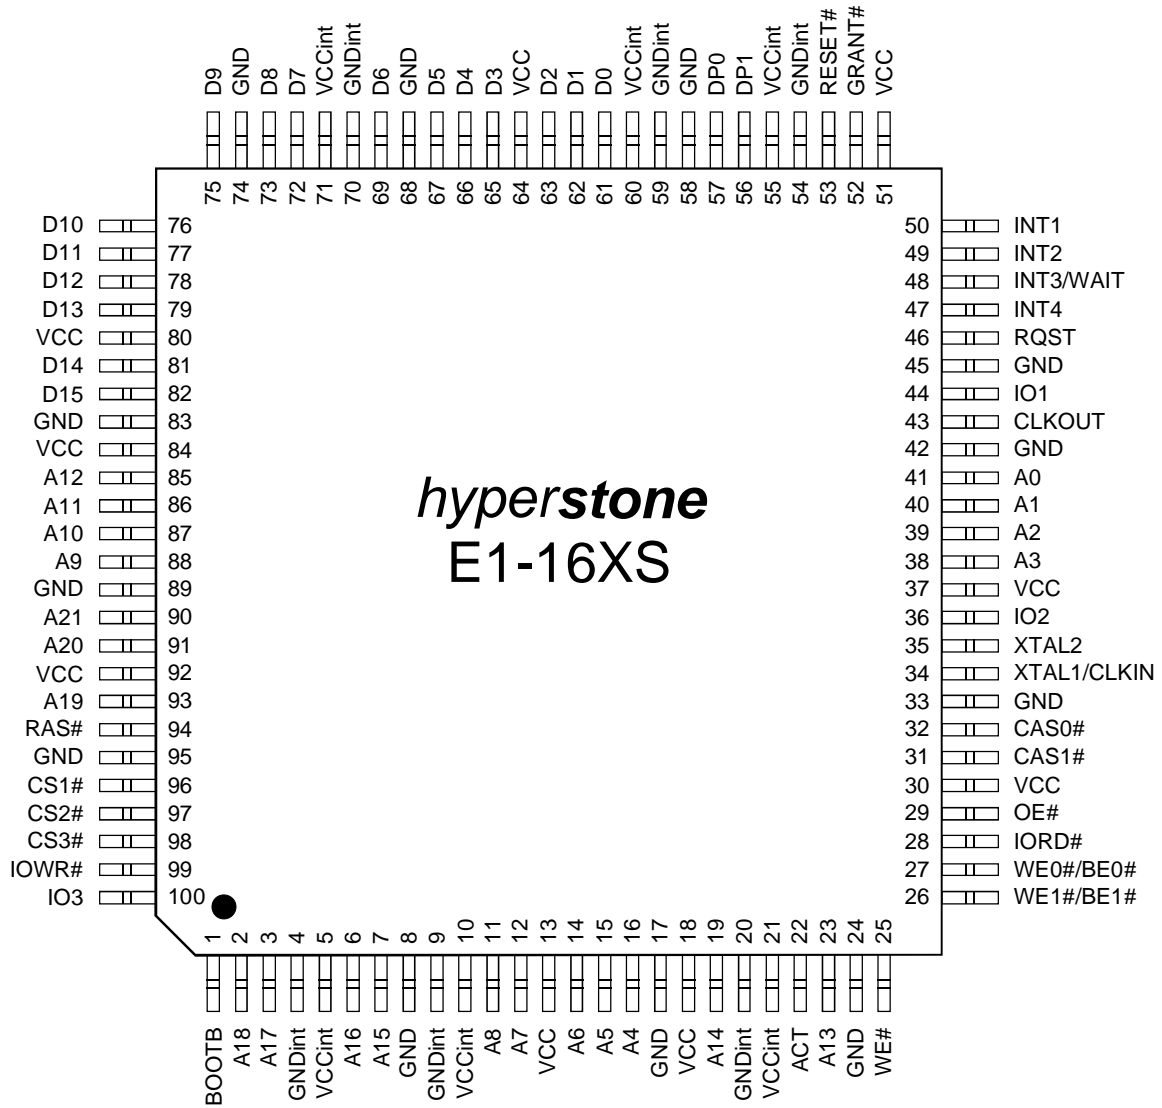 D9 GND D8 D7 VCCint GNDint D6 GND D5 D4 D3 VCC D2 D1 D0 VCCint GNDint GND DP0 DP1 VCCint GNDint RESET# GRANT# VCC
75 74 73 72 71 70 69 68 67 66 65 64 63 62 61 60 59 58 57 56 55 54 53 52 51
D10 76 50 INT1
D11 77 49 INT2
D12 78 48 INT3/WAIT
D13 79 47 INT4
VCC 80 46 RQST
D14 81 45 GND
D15 82 44 IO1
GND 83 43 CLKOUT
VCC 84 42 GND
A12 85 41 A0
A11 86 40 A1
A10 87 39 A2
A9 88 38 A3
GND 89 37 VCC
A21 90 36 IO2
A20 91 35 XTAL2
VCC 92 34 XTAL1/CLKIN
A19 93 33 GND
RAS# 94 32 CAS0#
GND 95 31 CAS1#
CS1# 96 30 VCC
CS2# 97 29 OE#
CS3# 98 28 IORD#
IOWR# 99 27 WE0#/BE0#
IO3 100 26 WE1#/BE1#
hyperstone
E1-16XS
1 2 3 4 5 6 7 8 9 10 11 12 13 14 15 16 17 18 19 20 21 22 23 24 25
BOOTB A18 A17 GNDint VCCint A16 A15 GND GNDint VCCint A8 A7 VCC A6 A5 A4 GND VCC A14 GNDint VCCint ACT A13 GND WE#